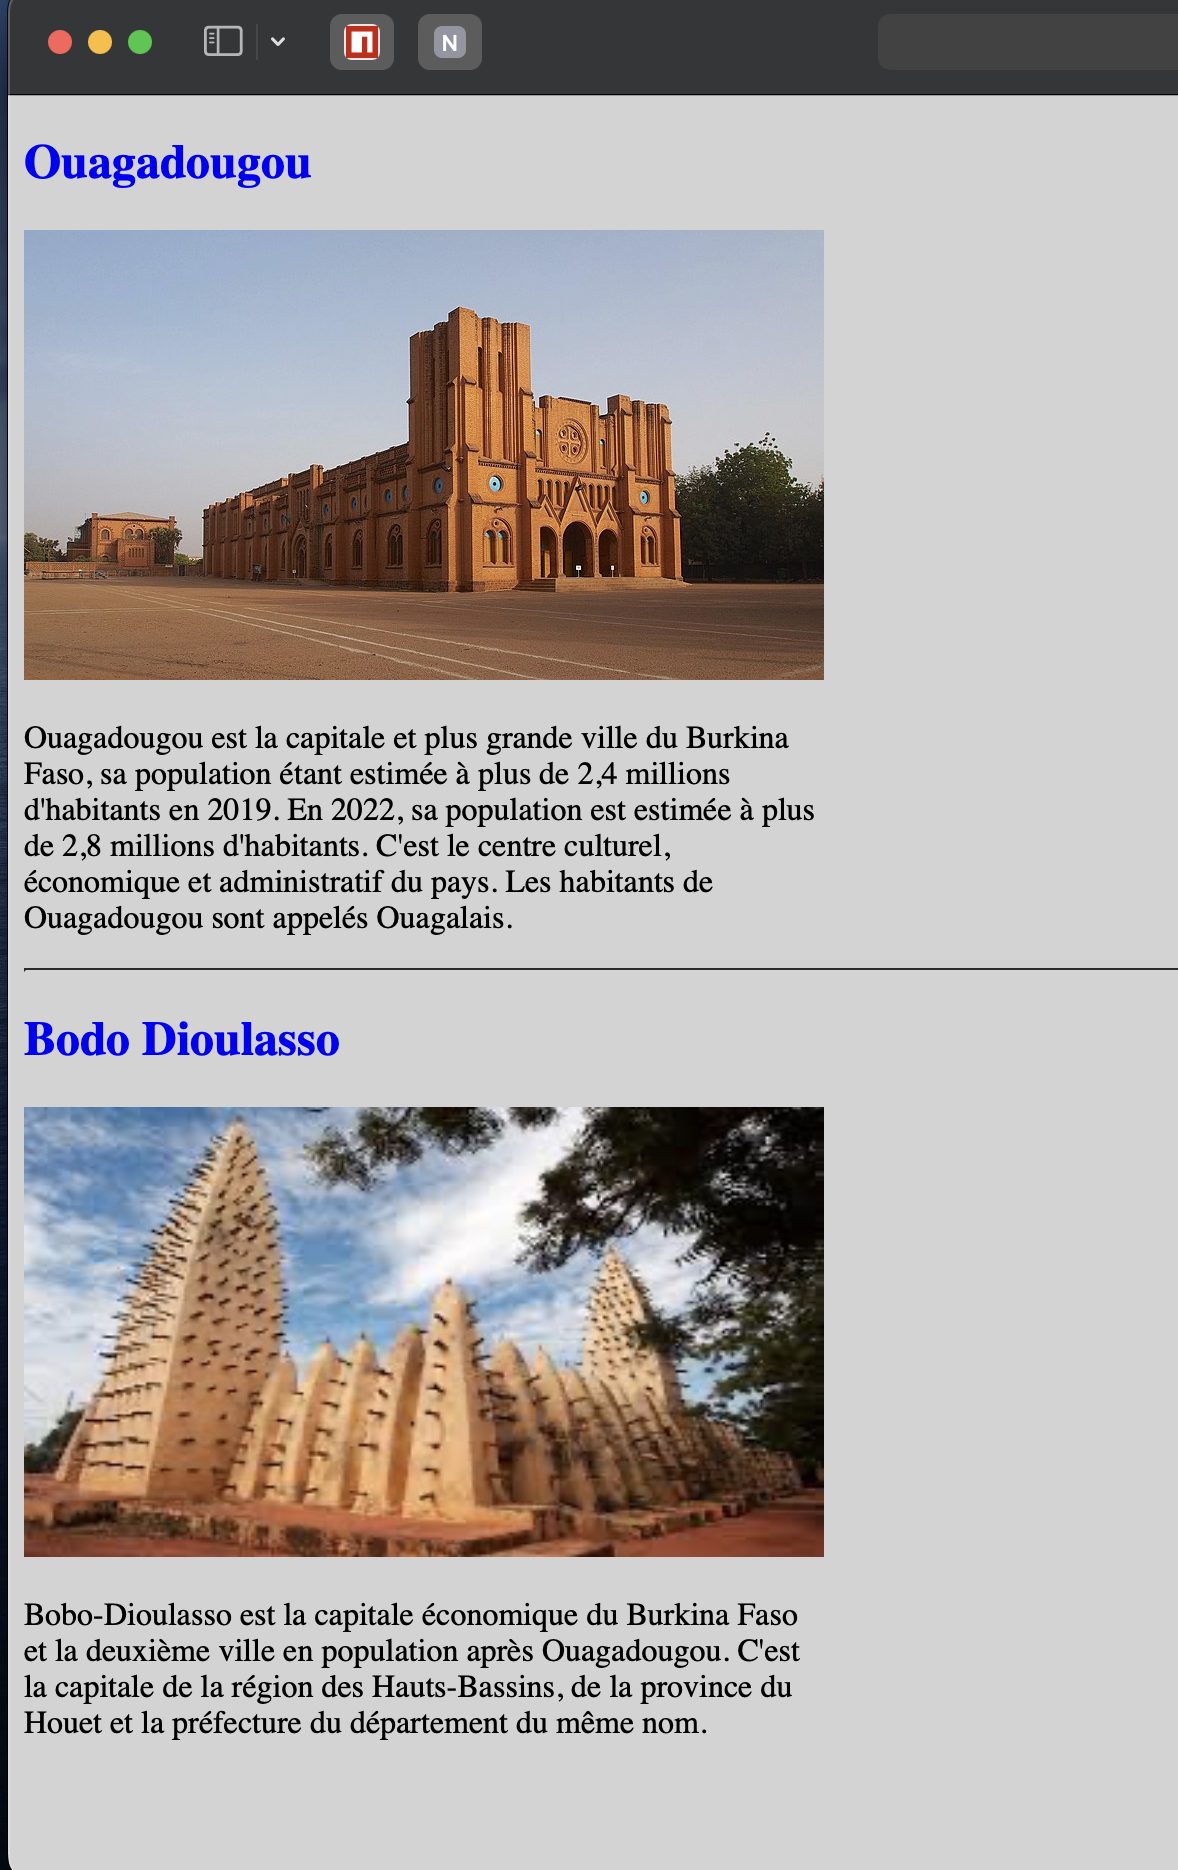 N
Ouagadougou
Ouagadougou est la capitale et plus grande ville du Burkina
Faso, sa population étant estimée à plus de 2,4 millions
d'habitants en 2019. En 2022, sa population est estimée à plus
de 2,8 millions d'habitants. C'est le centre culturel,
économique et administratif du pays. Les habitants de
Ouagadougou sont appelés Ouagalais.
Bodo Dioulasso
Bobo-Dioulasso est la capitale économique du Burkina Faso
et la deuxième ville en population après Ouagadougou. C'est
la capitale de la région des Hauts-Bassins, de la province du
Houet et la préfecture du département du même nom.